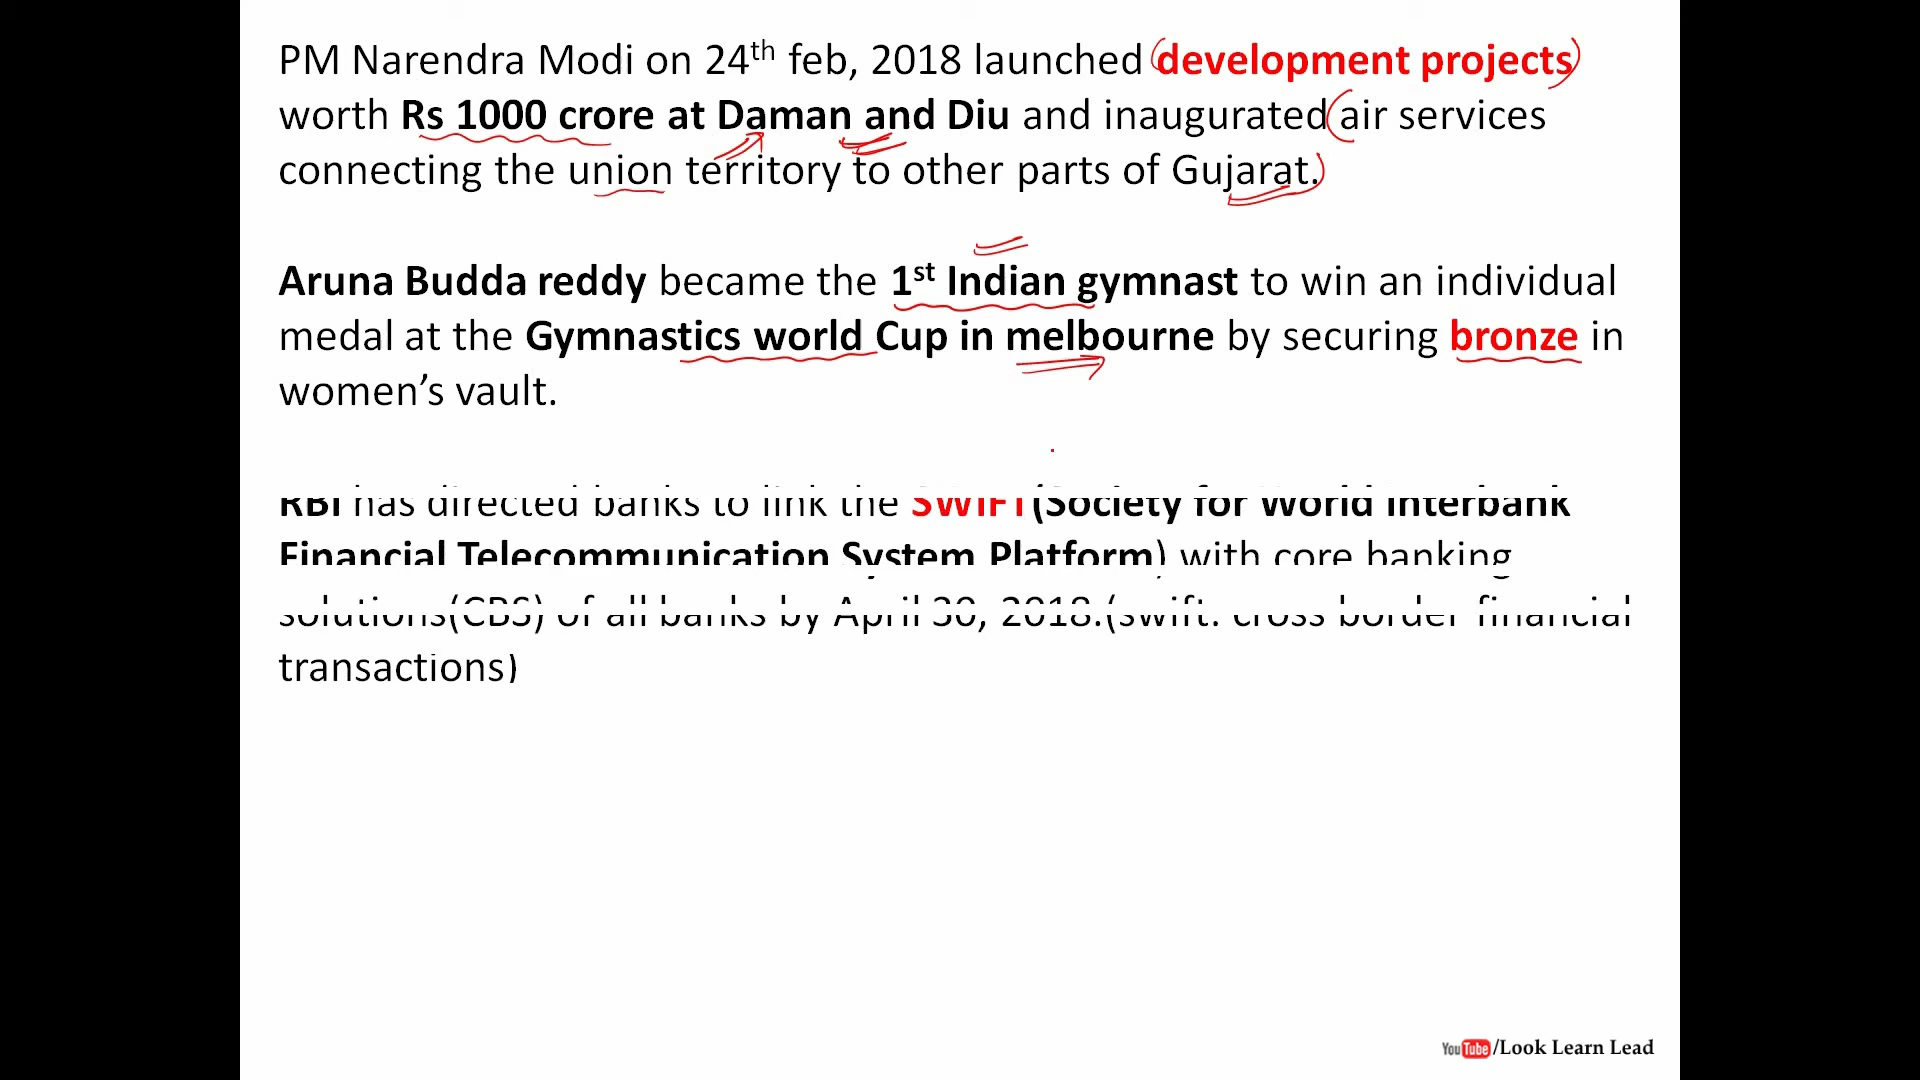 PM Narendra Modi on 24th feb, 2018 launched development projects
worth Rs 1000 crore at Daman and Diu and inaugurated air services
connecting the union territory to other parts of Gujarat.
Aruna Budda reddy became the 1st Indian gymnast to win an individual
medal at the Gymnastics world Cup in melbourne by securing bronze in
women's vault.
RBI has directed banks to link the SWIFT(Society for World Interbank
Financial Telecommunication System Platform) with core banking
solutions(CBS) of all banks by April 30, 2018.(swift: cross border financial
transactions)
YouTube/Look Learn Lead